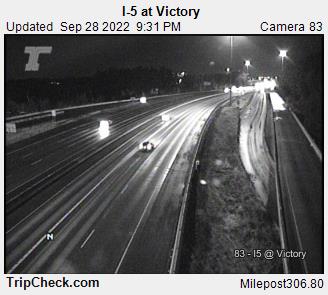 I-5 at Victory
Updated Sep 28 2022 9:31 PM Camera 83
T
N
83 - I5 @ Victory
TripCheck.com Milepost306.80